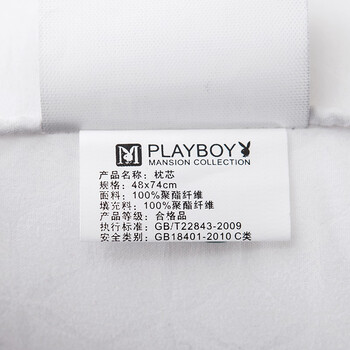 PLAYBOY
MANSION COLLECTION
产品名称：枕芯
规格：48x74cm
面料：100%聚酯纤维
填充料：100%聚酯纤维
产品等级：合格品
执行标准：GB/T22843-2009
安全类别：GB18401-2010 C类